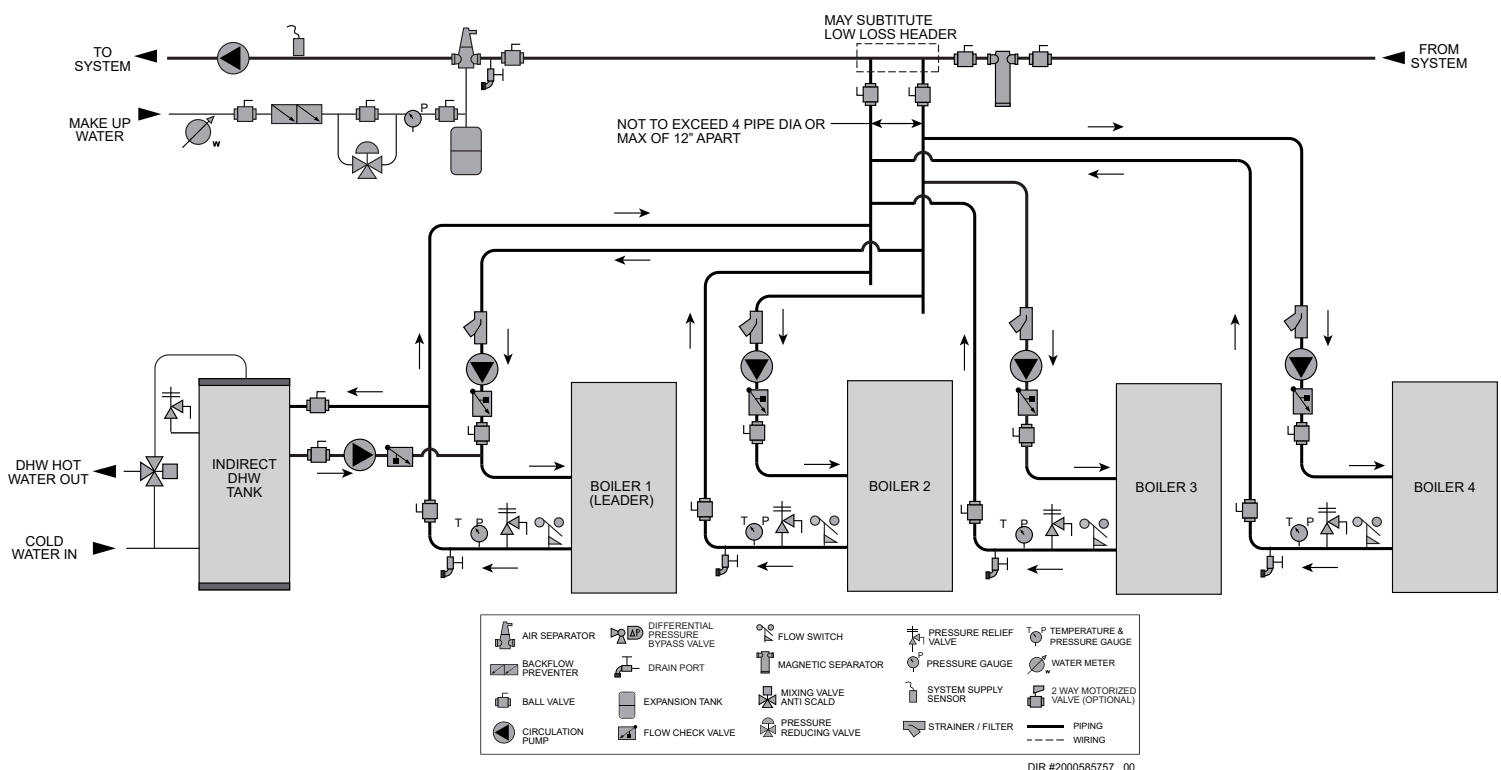 MAY SUBTITUTE
LOW LOSS HEADER
TO
SYSTEM
FROM
SYSTEM
MAKE UP
WATER
P
W
NOT TO EXCEED 4 PIPE DIA OR
MAX OF 12" APART
INDIRECT
DHW
TANK
DHW HOT
WATER OUT
COLD
WATER IN
BOILER 1
(LEADER)
BOILER 2
BOILER 3
BOILER 4
T P
T P
T P
T P
AIR SEPARATOR
BACKFLOW
PREVENTER
BALL VALVE
CIRCULATION
PUMP
ΔP
DIFFERENTIAL
PRESSURE
BYPASS VALVE
DRAIN PORT
EXPANSION TANK
FLOW CHECK VALVE
FLOW SWITCH
MAGNETIC SEPARATOR
MIXING VALVE
ANTI SCALD
PRESSURE
REDUCING VALVE
PRESSURE RELIEF
VALVE
P
PRESSURE GAUGE
SYSTEM SUPPLY
SENSOR
STRAINER / FILTER
T P
TEMPERATURE &
PRESSURE GAUGE
W
WATER METER
2 WAY MOTORIZED
VALVE (OPTIONAL)
PIPING
WIRING
DIR #2000585757 00